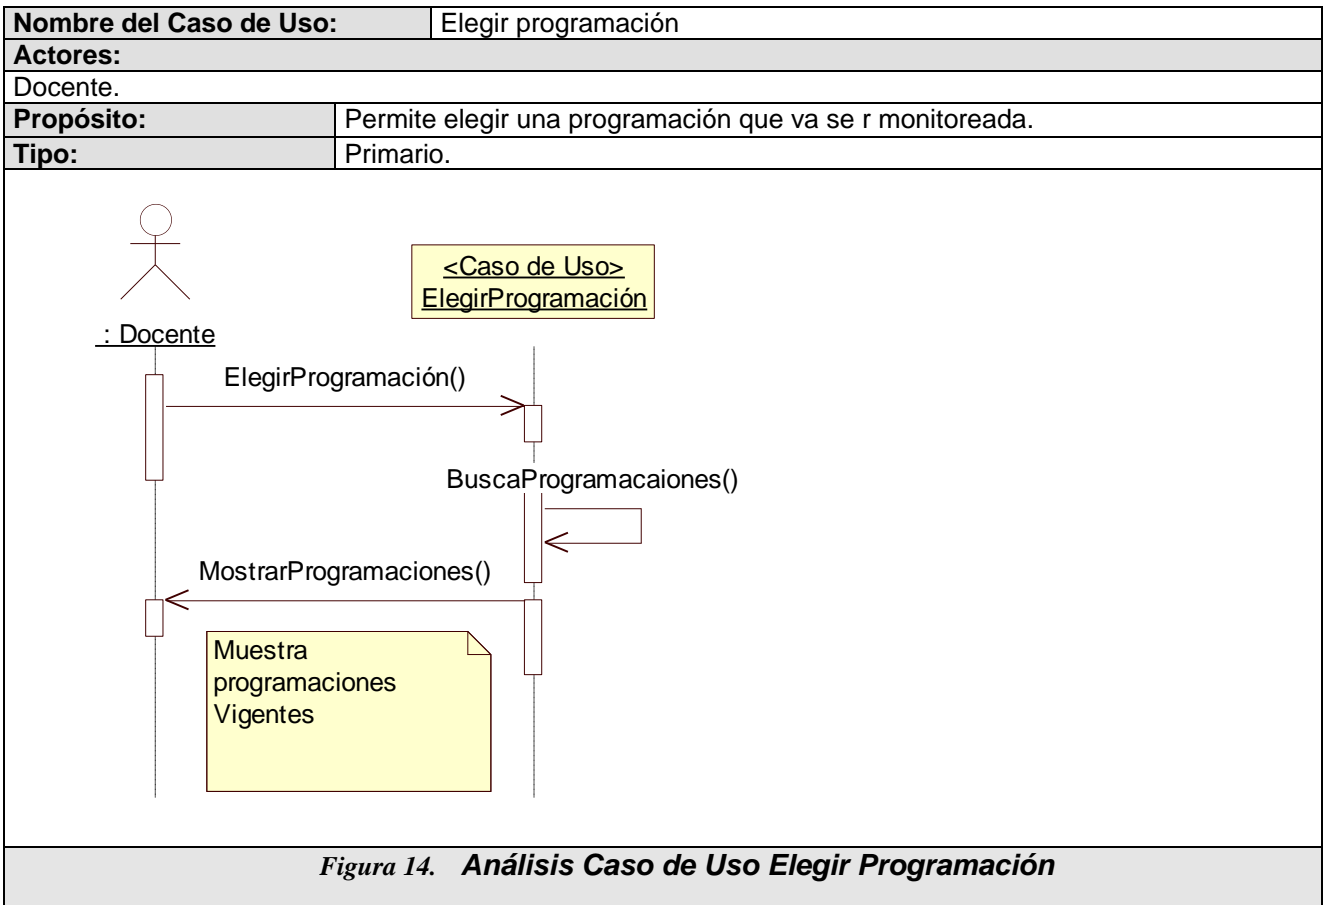 Nombre del Caso de Uso: Elegir programación
Actores:
Docente.
Propósito: Permite elegir una programación que va se r monitoreada.
Tipo: Primario.
<Caso de Uso>
ElegirProgramación
: Docente
ElegirProgramación()
BuscaProgramacaiones()
MostrarProgramaciones()
Muestra
programaciones
Vigentes
Figura 14. Análisis Caso de Uso Elegir Programación